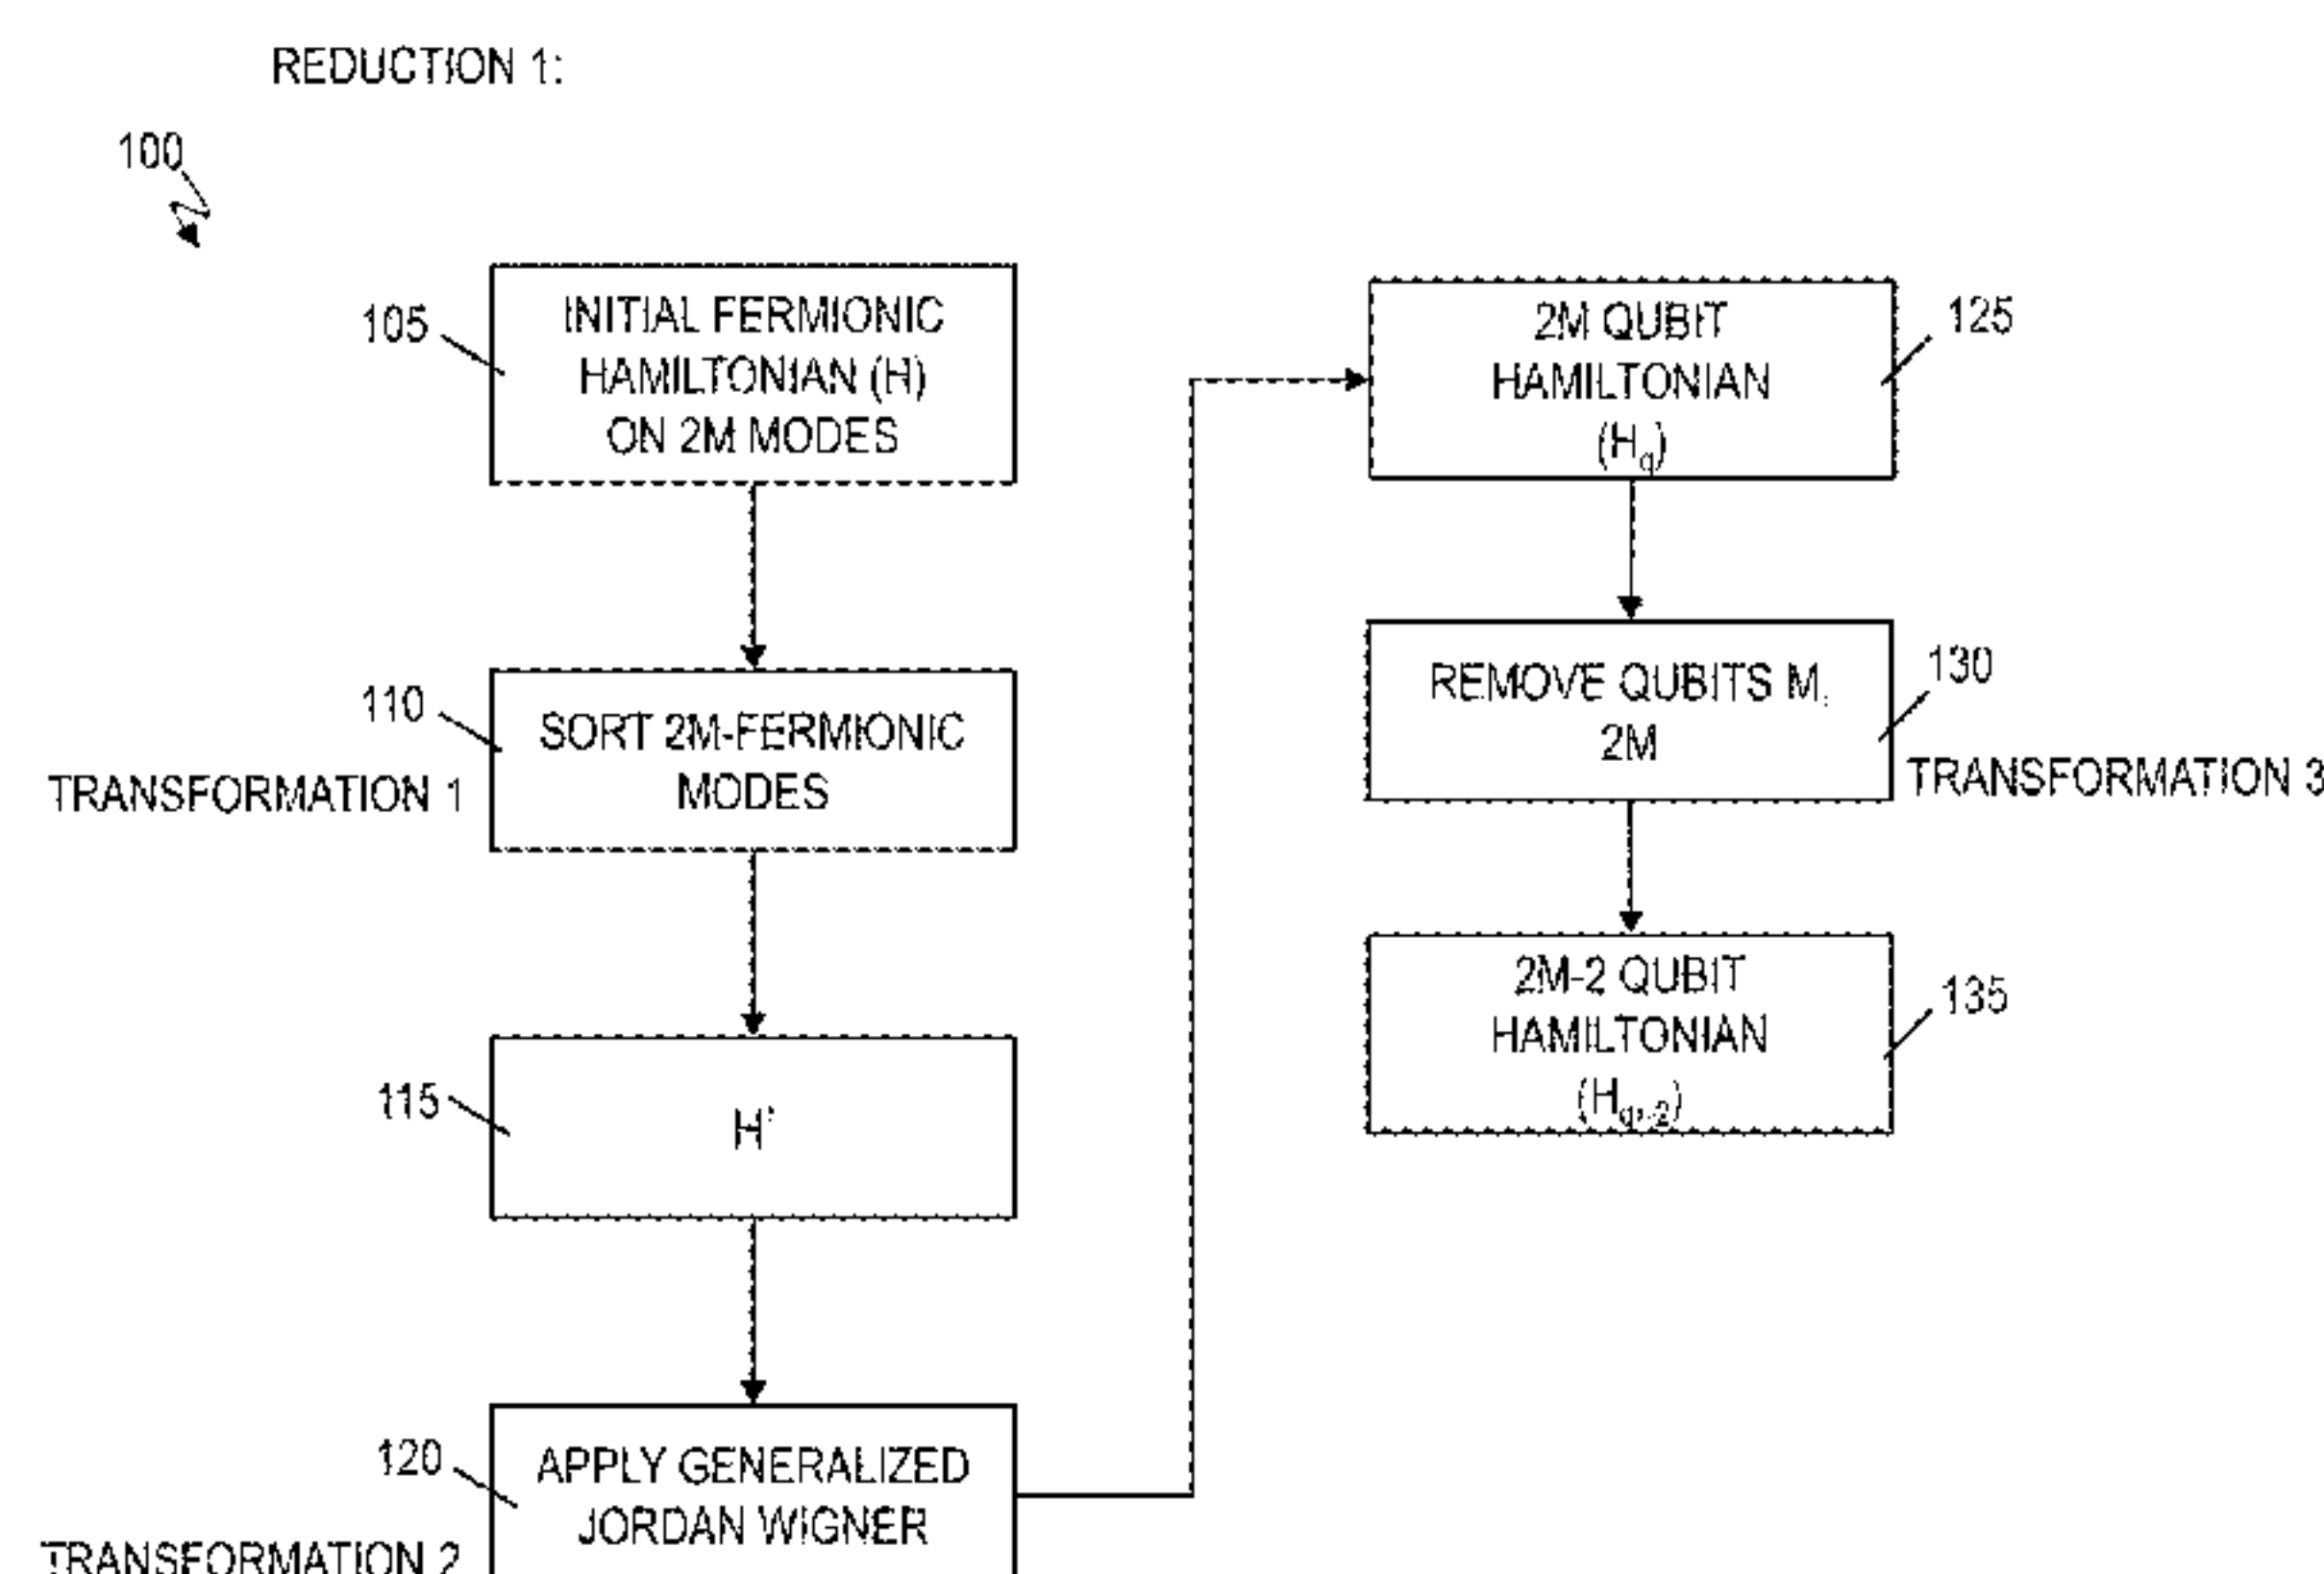 REDUCTION 1:
100
105
INITIAL FERMIONIC
HAMILTONIAN (H)
ON 2M MODES
110
SORT 2M-FERMIONIC
MODES
TRANSFORMATION 1
115
H'
120
APPLY GENERALIZED
JORDAN WIGNER
TRANSFORMATION 2
2M QUBIT
HAMILTONIAN
(Hq)
125
REMOVE QUBITS M,
2M
130
TRANSFORMATION 3
2M-2 QUBIT
HAMILTONIAN
135